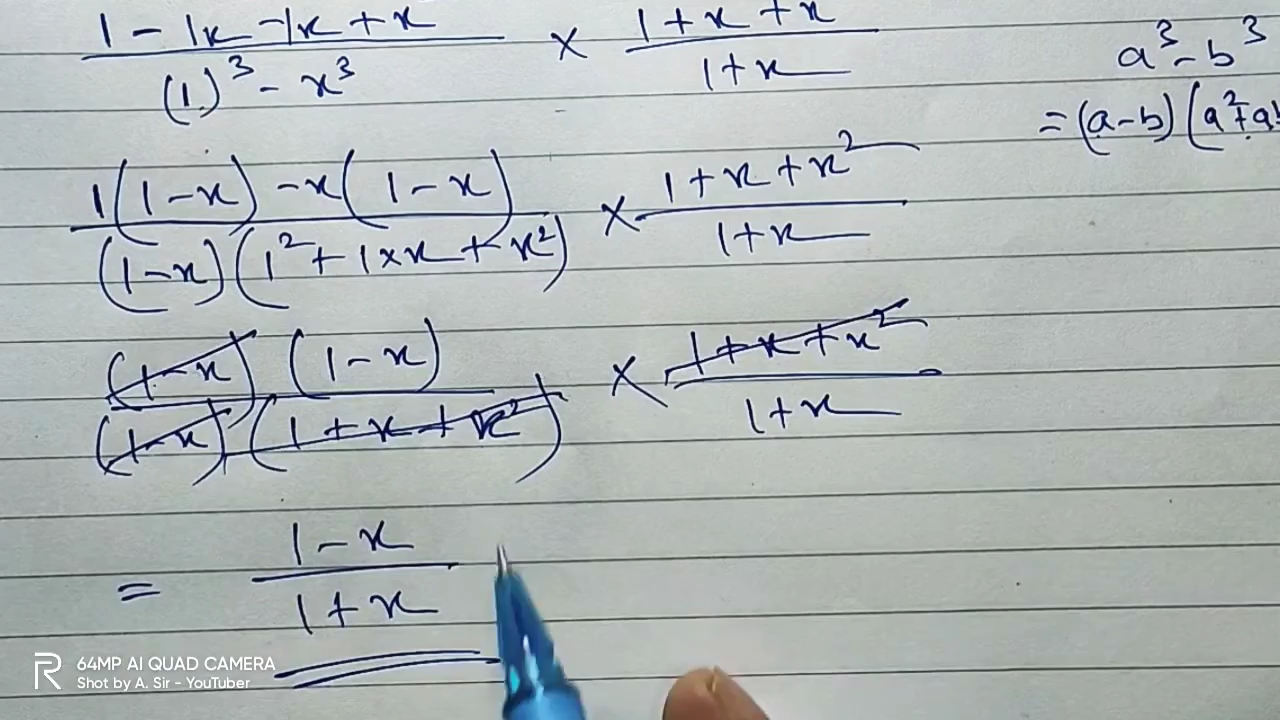 1 - 1x - 1x + x / (1)³ - x³ × 1 + x + x / 1 + x
a³ - b³
= (a - b) (a² + ab
1(1 - x) - x(1 - x) / (1 - x)(1² + 1 × x + x²) × 1 + x + x² / 1 + x
(1 - x) (1 - x) / (1 - x) (1 + x + x²) × 1 + x + x² / 1 + x
= 1 - x / 1 + x
64MP AI QUAD CAMERA
Shot by A. Sir - YouTuber